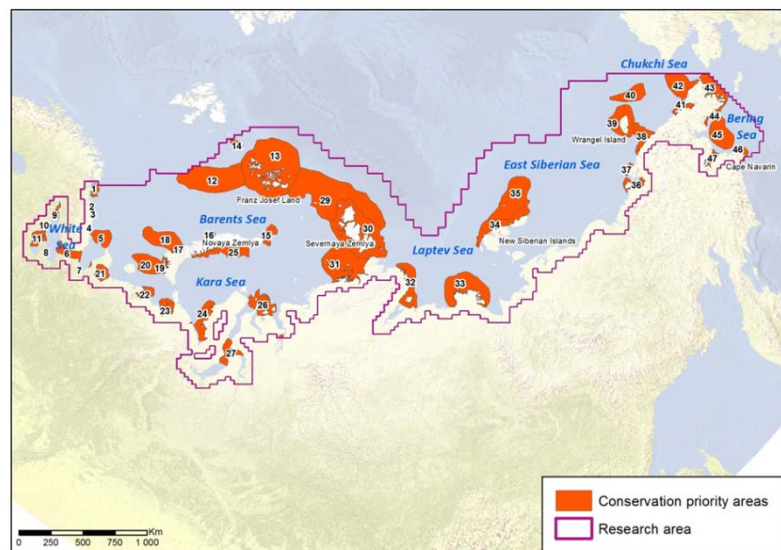 Chukchi Sea
42
43
40
41
39
44
Bering
Sea
45
38
Wrangel Island
46
14
13
47
Cape Navarin
37
East Siberian Sea
36
12
1
35
Franz Josef Land
29
9
2
3
Barents Sea
10
White
Sea
4
16
30
34
11
5
18
15
Severnaya Zemlya
New Siberian Islands
8
6
17
Novaya Zemlya
25
Laptev Sea
7
21
20
19
31
Kara Sea
32
33
22
23
24
26
27
Conservation priority areas
Research area
Km
0 250 500 750 1 000